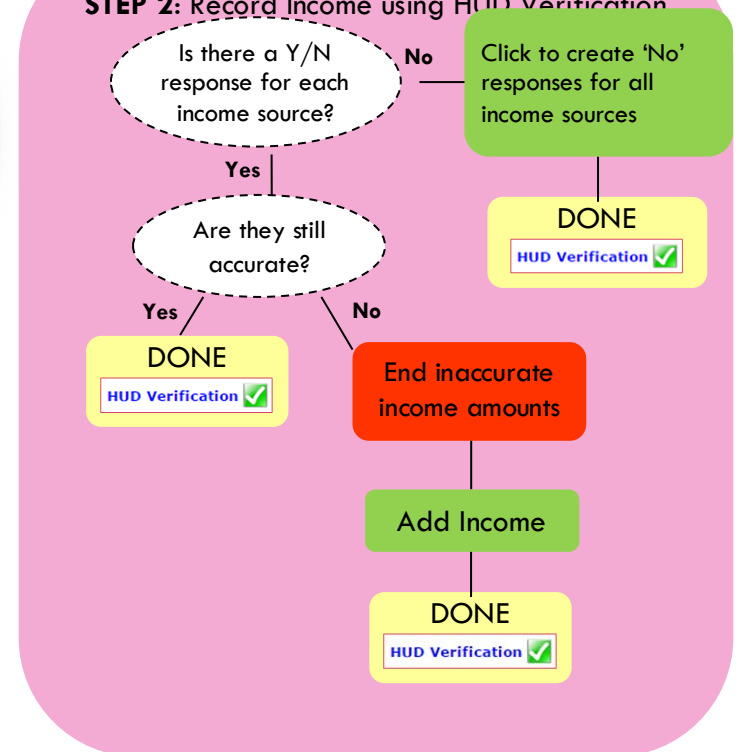 STEP 2: Record Income using HUD Verification
Is there a Y/N
response for each
income source?
No
Click to create ‘No’
responses for all
income sources
Yes
DONE
HUD Verification
Are they still
accurate?
Yes
No
DONE
HUD Verification
End inaccurate
income amounts
Add Income
DONE
HUD Verification